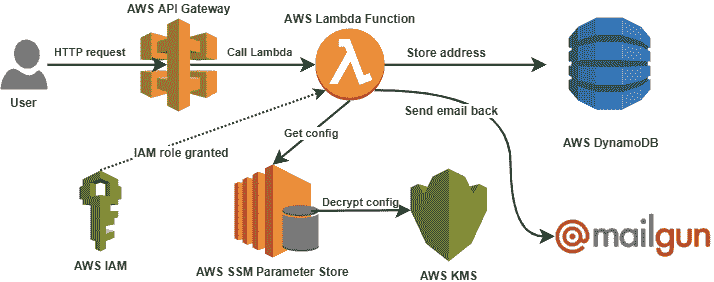 AWS API Gateway
AWS Lambda Function
HTTP request
Call Lambda
Store address
User
Send email back
Get config
AWS DynamoDB
IAM role granted
Decrypt config
@mailgun
AWS IAM
AWS SSM Parameter Store
AWS KMS